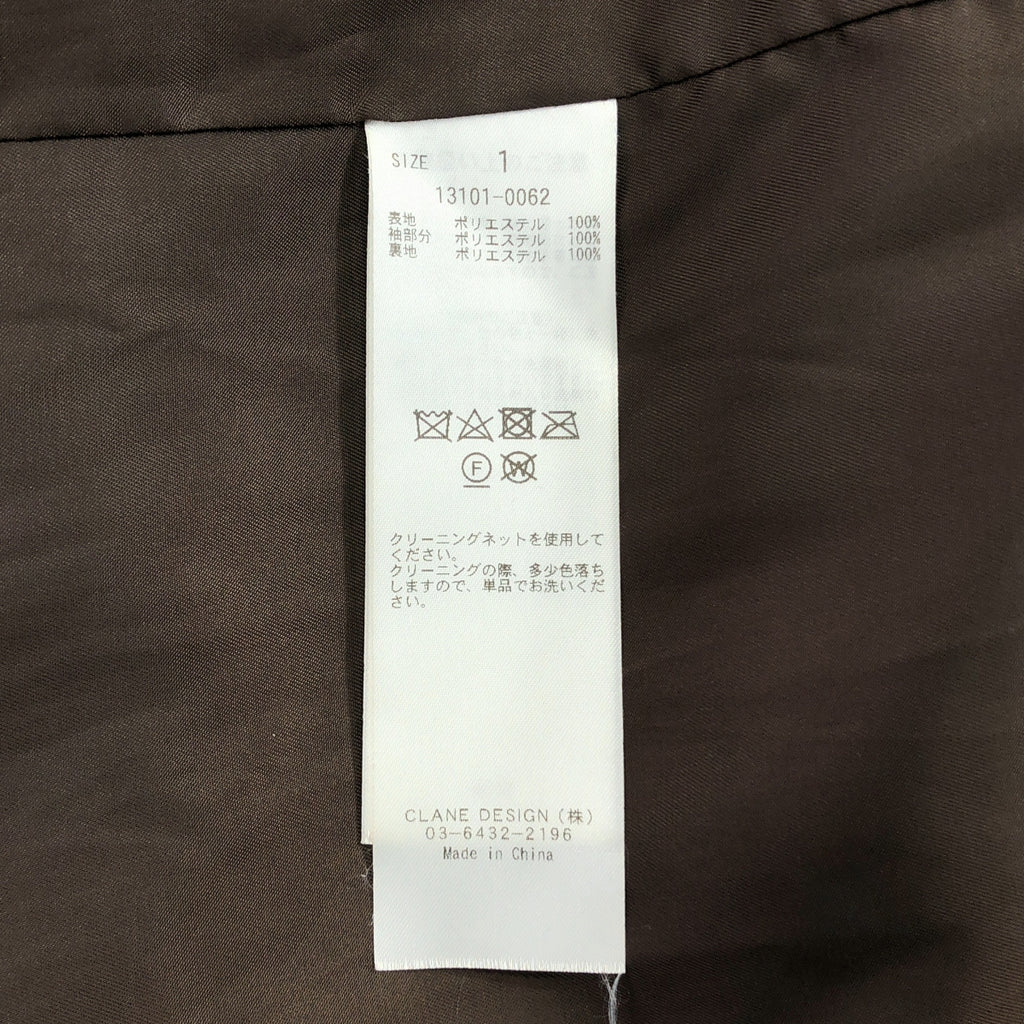 SIZE 1
13101-0062
表地 ポリエステル 100%
袖部分 ポリエステル 100%
裏地 ポリエステル 100%
F W
クリーニングネットを使用して
ください。
クリーニングの際、多少色落ち
しますので、単品でお洗いくだ
さい。
CLANE DESIGN (株)
03-6432-2196
Made in China